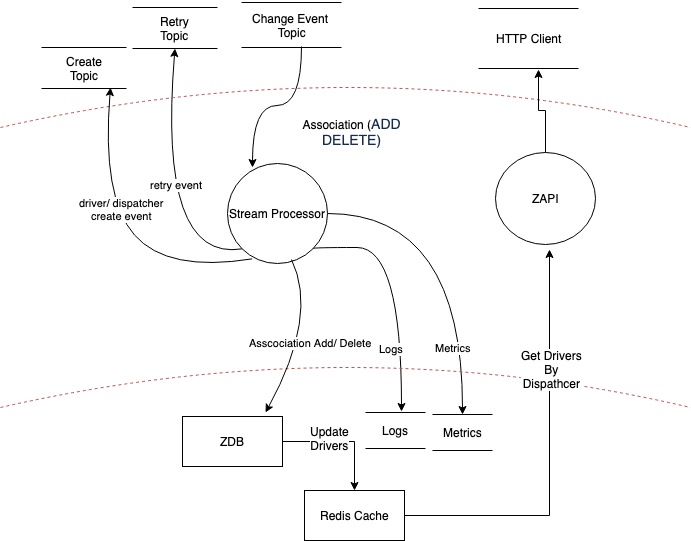 Retry
Topic
Change Event
Topic
HTTP Client
Create
Topic
Association (ADD
DELETE)
retry event
driver/ dispatcher
create event
Stream Processor
ZAPI
Asscociation Add/ Delete
Logs
Metrics
Get Drivers
By
Dispathcer
ZDB
Update
Drivers
Logs
Metrics
Redis Cache